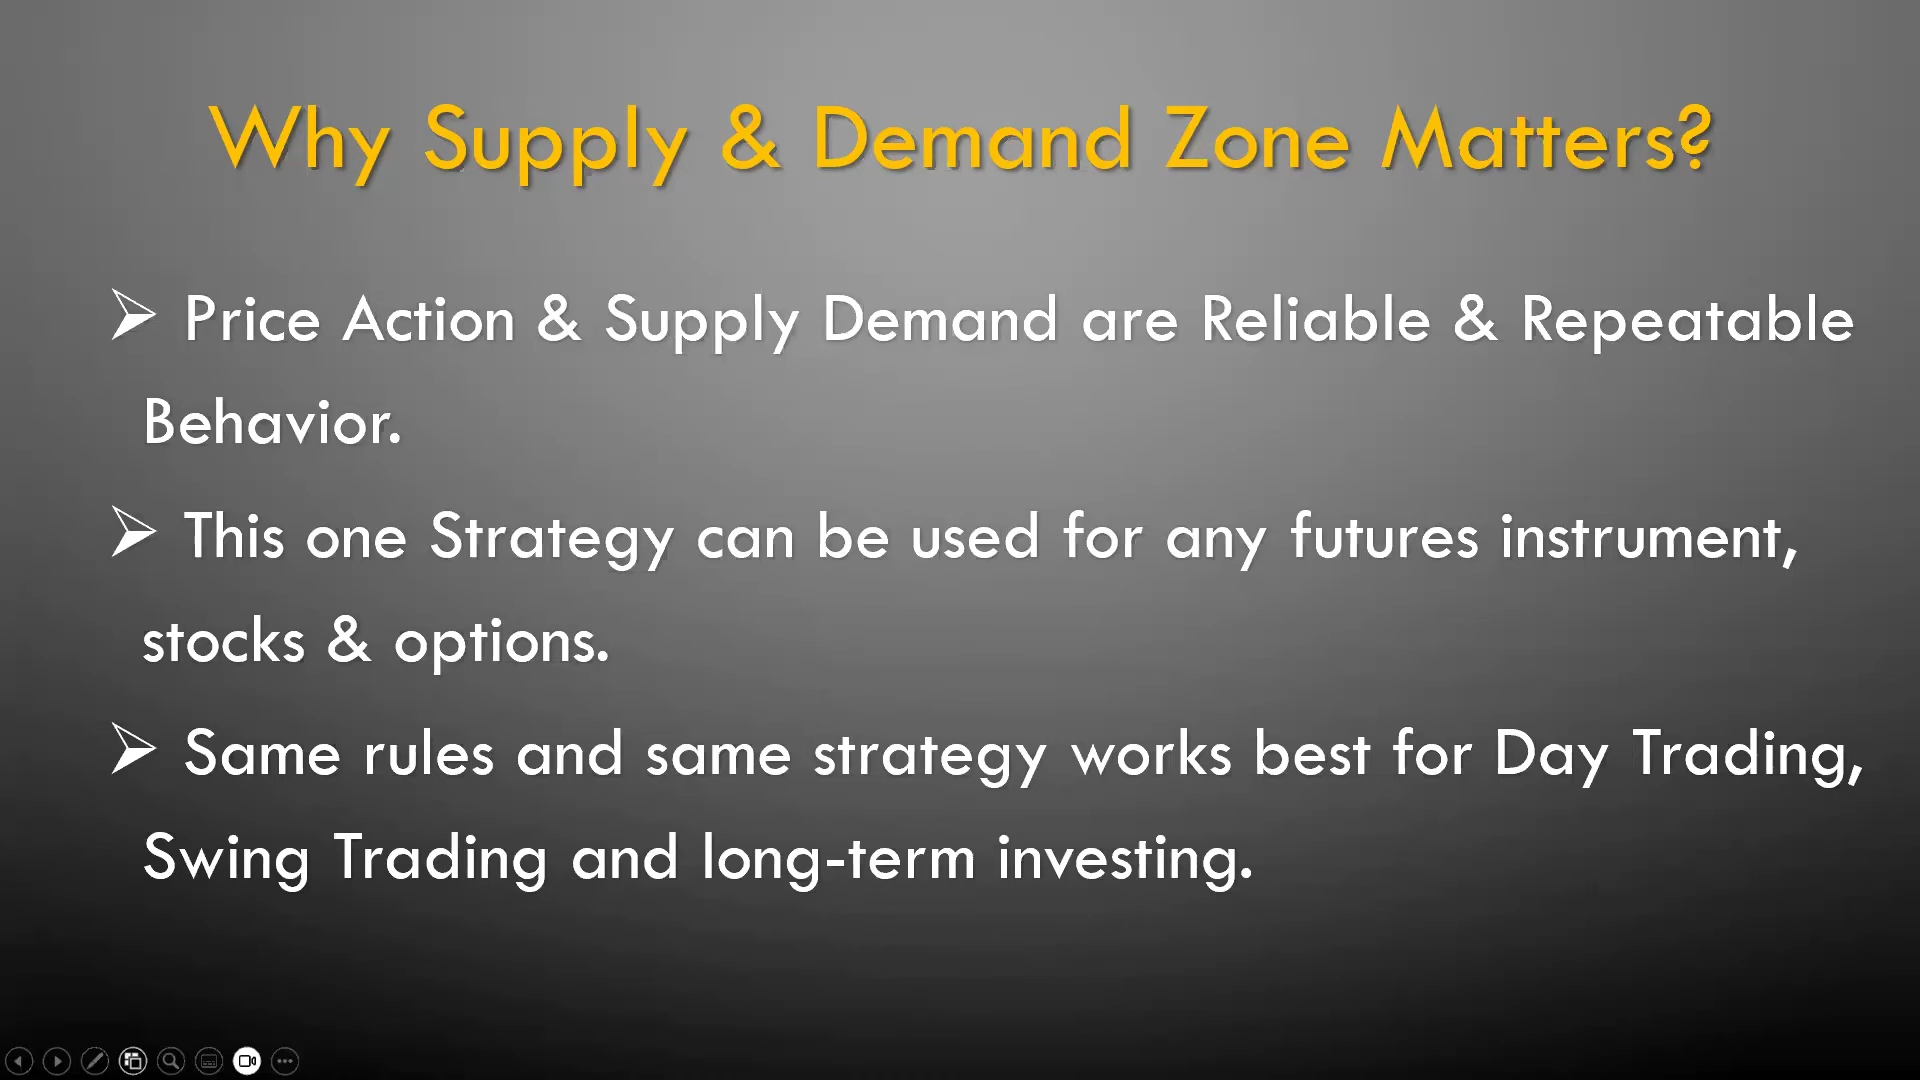 Why Supply & Demand Zone Matters?
➢ Price Action & Supply Demand are Reliable & Repeatable
Behavior.
➢ This one Strategy can be used for any futures instrument,
stocks & options.
➢ Same rules and same strategy works best for Day Trading,
Swing Trading and long-term investing.